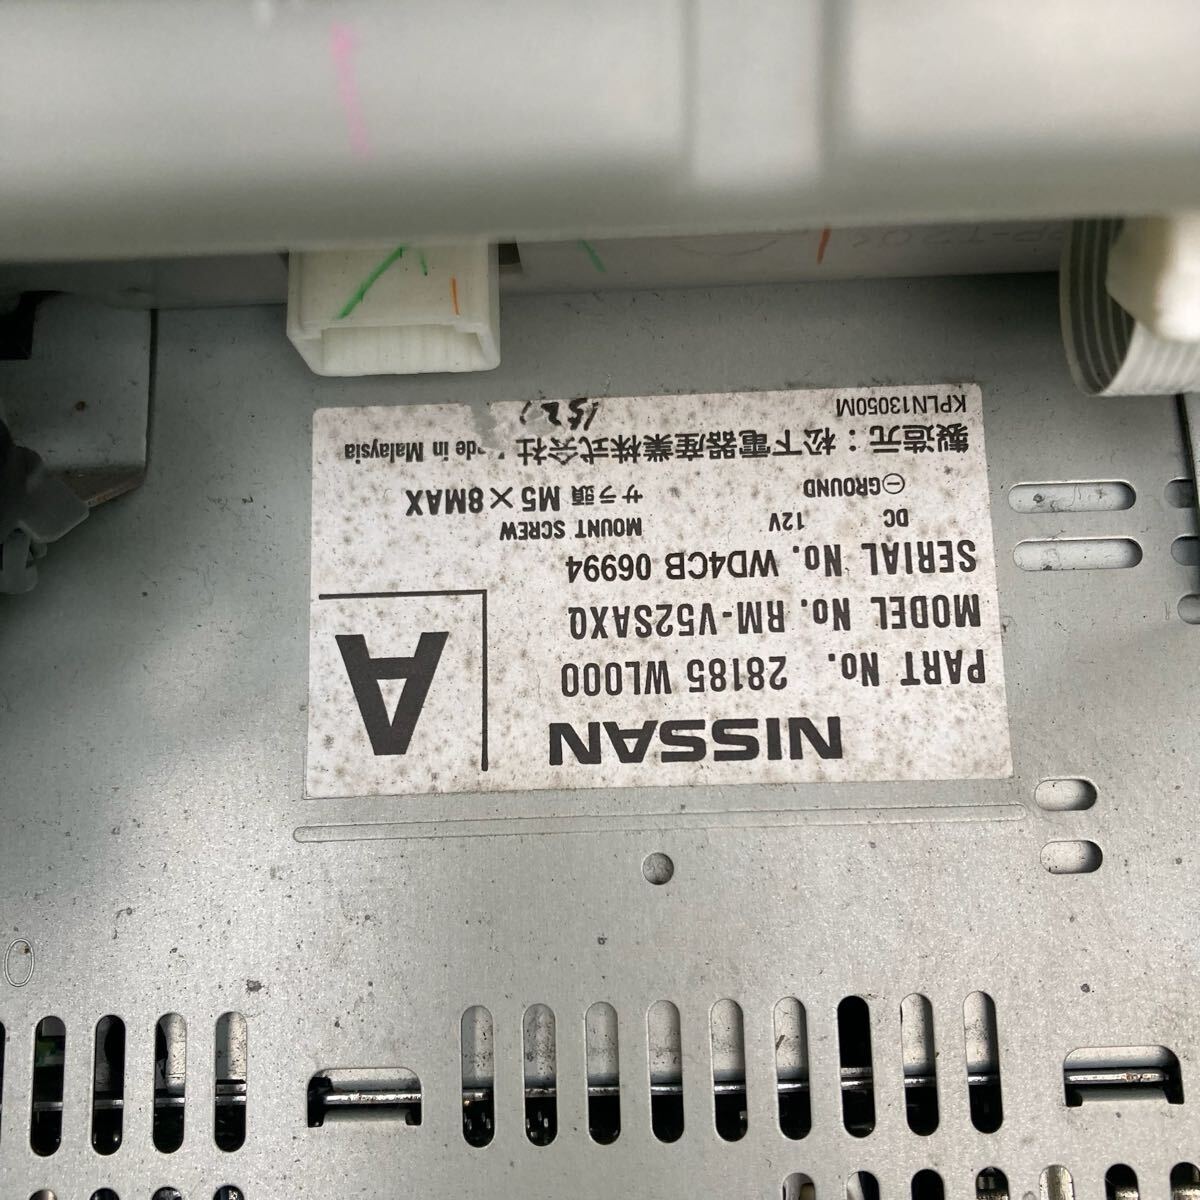 NISSAN
PART No. 28185 WL000
MODEL No. RM-V52SAXQ
SERIAL No. WD4CB 06994
A
DC 12V MOUNT SCREW
⊖GROUND サラ頭 M5×8MAX
製造元：松下電器産業株式会社 de in Malaysia
KPLN13050M